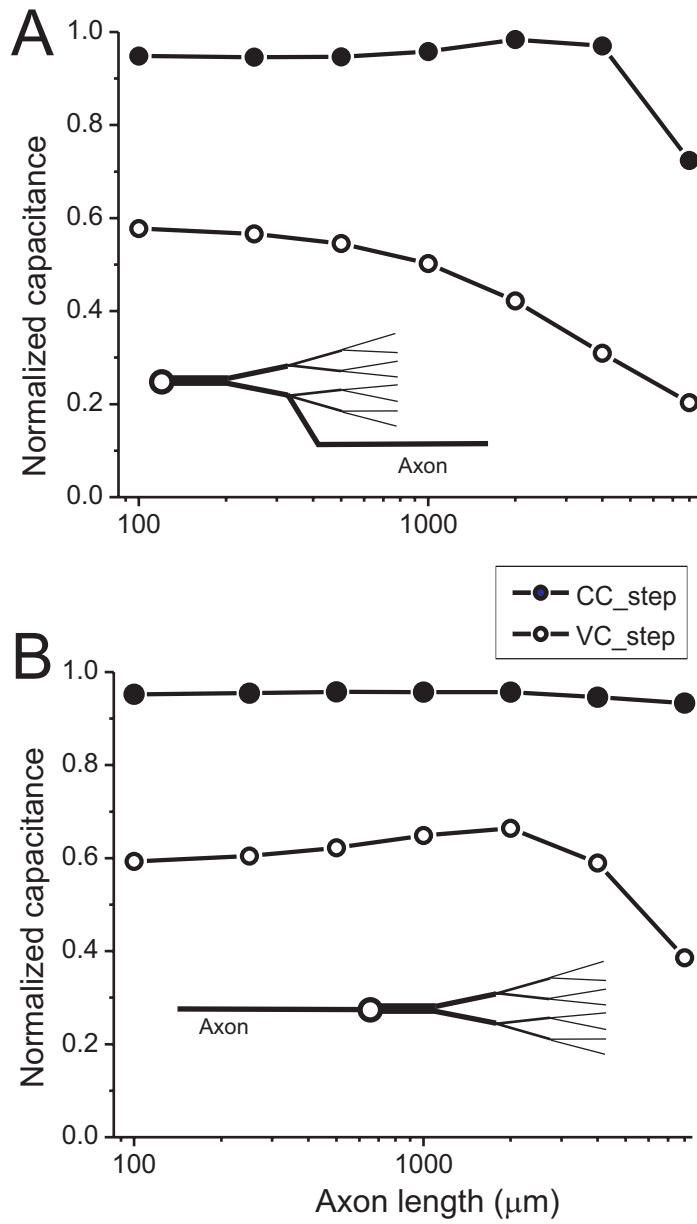 A
Normalized capacitance
1.0
0.8
0.6
0.4
0.2
0.0
Axon
100
1000
CC_step
VC_step
B
Normalized capacitance
1.0
0.8
0.6
0.4
0.2
0.0
Axon
100
1000
Axon length (μm)